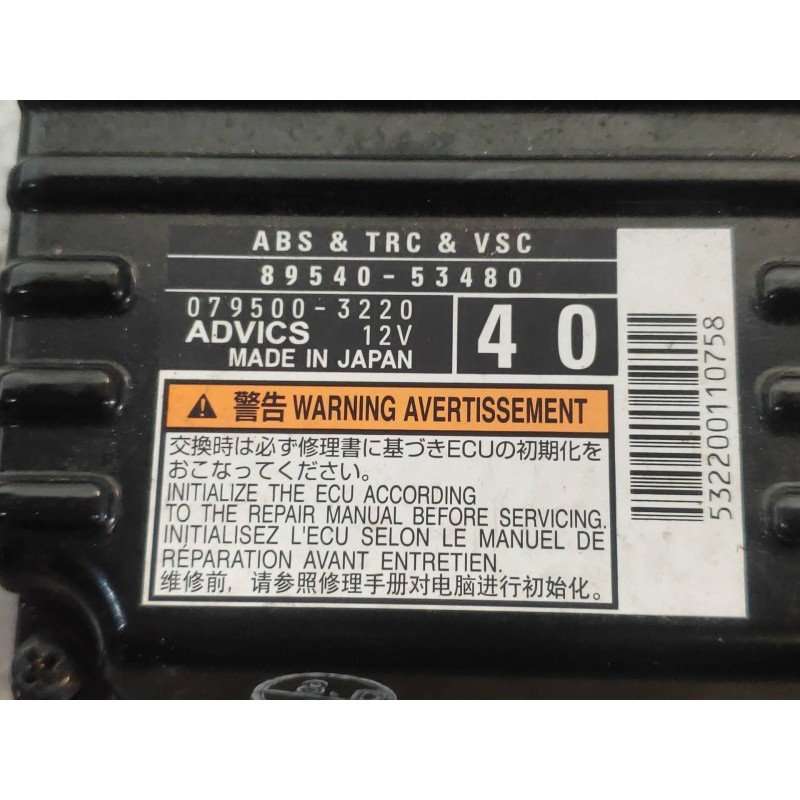 ABS & TRC & VSC
89540-53480
079500-3220
ADVICS 12V
MADE IN JAPAN
40
警告 WARNING AVERTISSEMENT
交換時は必ず修理書に基づきECUの初期化を
おこなってください。
INITIALIZE THE ECU ACCORDING
TO THE REPAIR MANUAL BEFORE SERVICING.
INITIALISEZ L'ECU SELON LE MANUEL DE
RÉPARATION AVANT ENTRETIEN.
维修前，请参照修理手册对电脑进行初始化。
532200110758